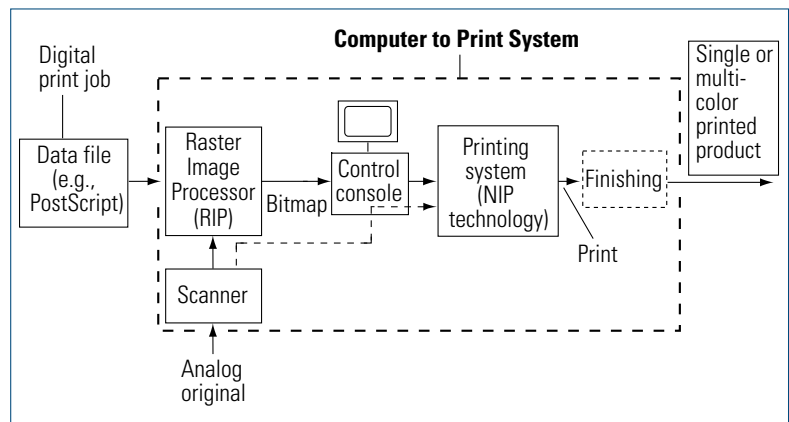 Computer to Print System
Digital
print job
Data file
(e.g.,
PostScript)
Raster
Image
Processor
(RIP)
Bitmap
Control
console
Printing
system
(NIP
technology)
Print
Finishing
Single or
multi-
color
printed
product
Scanner
Analog
original